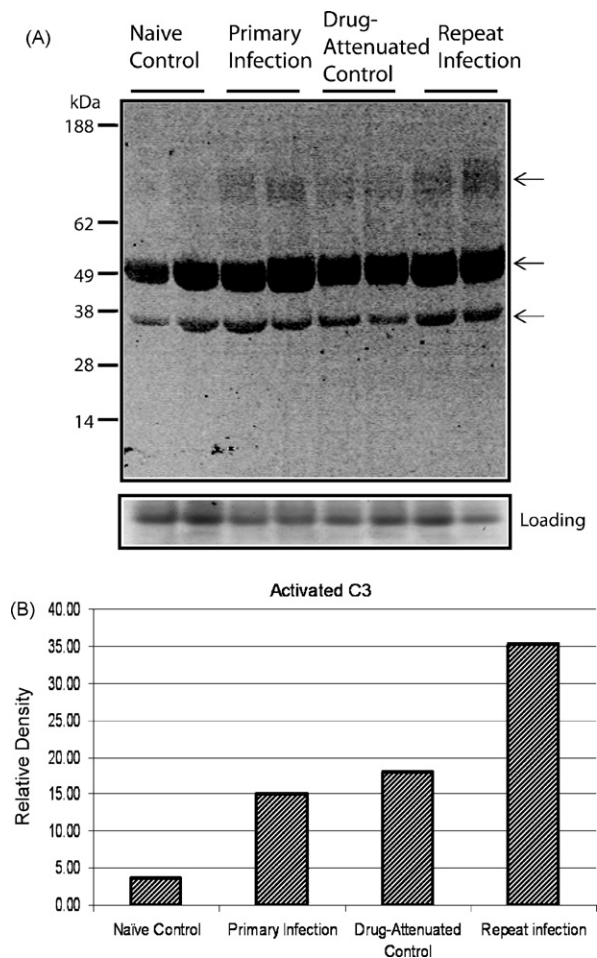 (A)
Naive Control
Primary Infection
Drug-Attenuated Control
Repeat Infection
kDa
188
62
49
38
28
14
Loading
(B)
Activated C3
Relative Density
40.00
35.00
30.00
25.00
20.00
15.00
10.00
5.00
0.00
Naïve Control
Primary Infection
Drug-Attenuated Control
Repeat infection